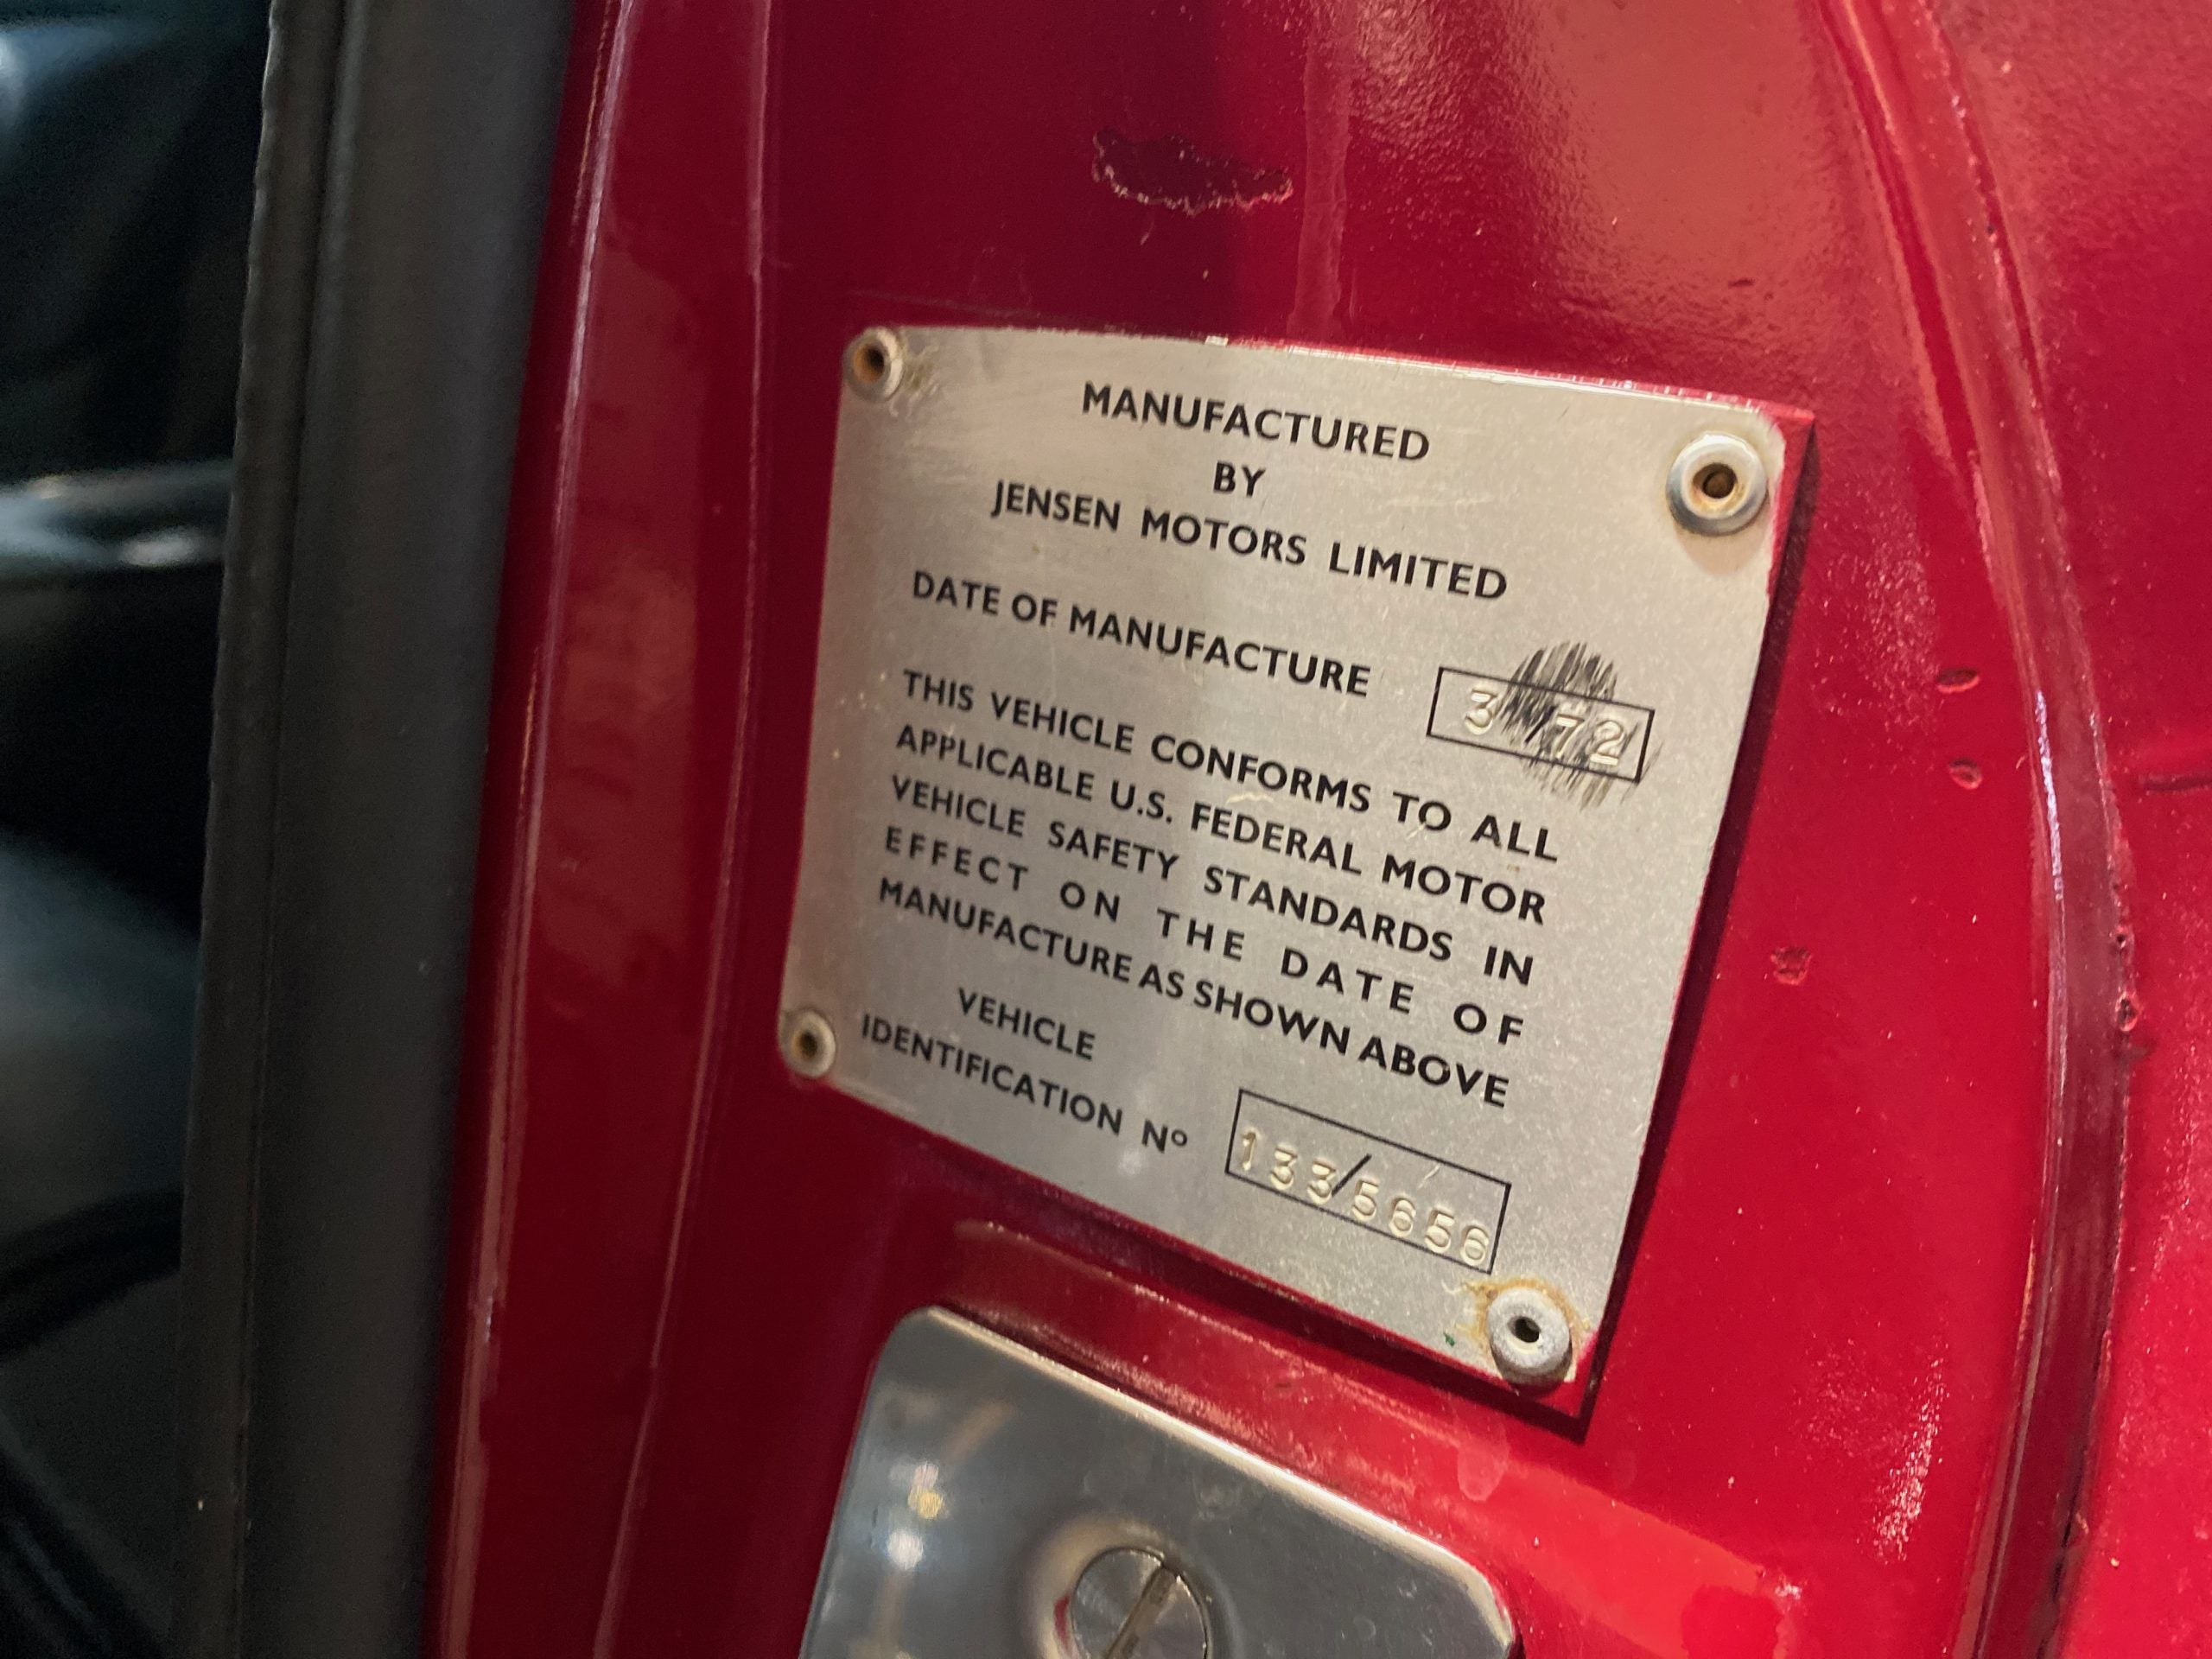 MANUFACTURED
BY
JENSEN MOTORS LIMITED
DATE OF MANUFACTURE 3/72
THIS VEHICLE CONFORMS TO ALL
APPLICABLE U.S. FEDERAL MOTOR
VEHICLE SAFETY STANDARDS IN
EFFECT ON THE DATE OF
MANUFACTURE AS SHOWN ABOVE
VEHICLE
IDENTIFICATION Nº 133/5656